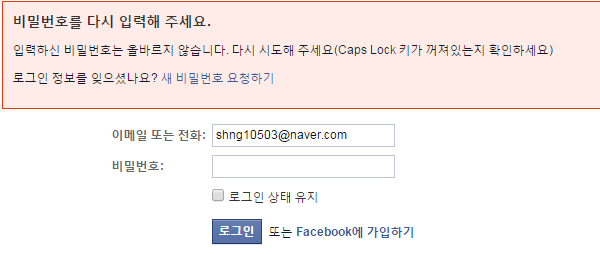 비밀번호를 다시 입력해 주세요.
입력하신 비밀번호는 올바르지 않습니다. 다시 시도해 주세요(Caps Lock 키가 꺼져있는지 확인하세요)
로그인 정보를 잊으셨나요? 새 비밀번호 요청하기
이메일 또는 전화: shng10503@naver.com
비밀번호:
로그인 상태 유지
로그인 또는 Facebook에 가입하기